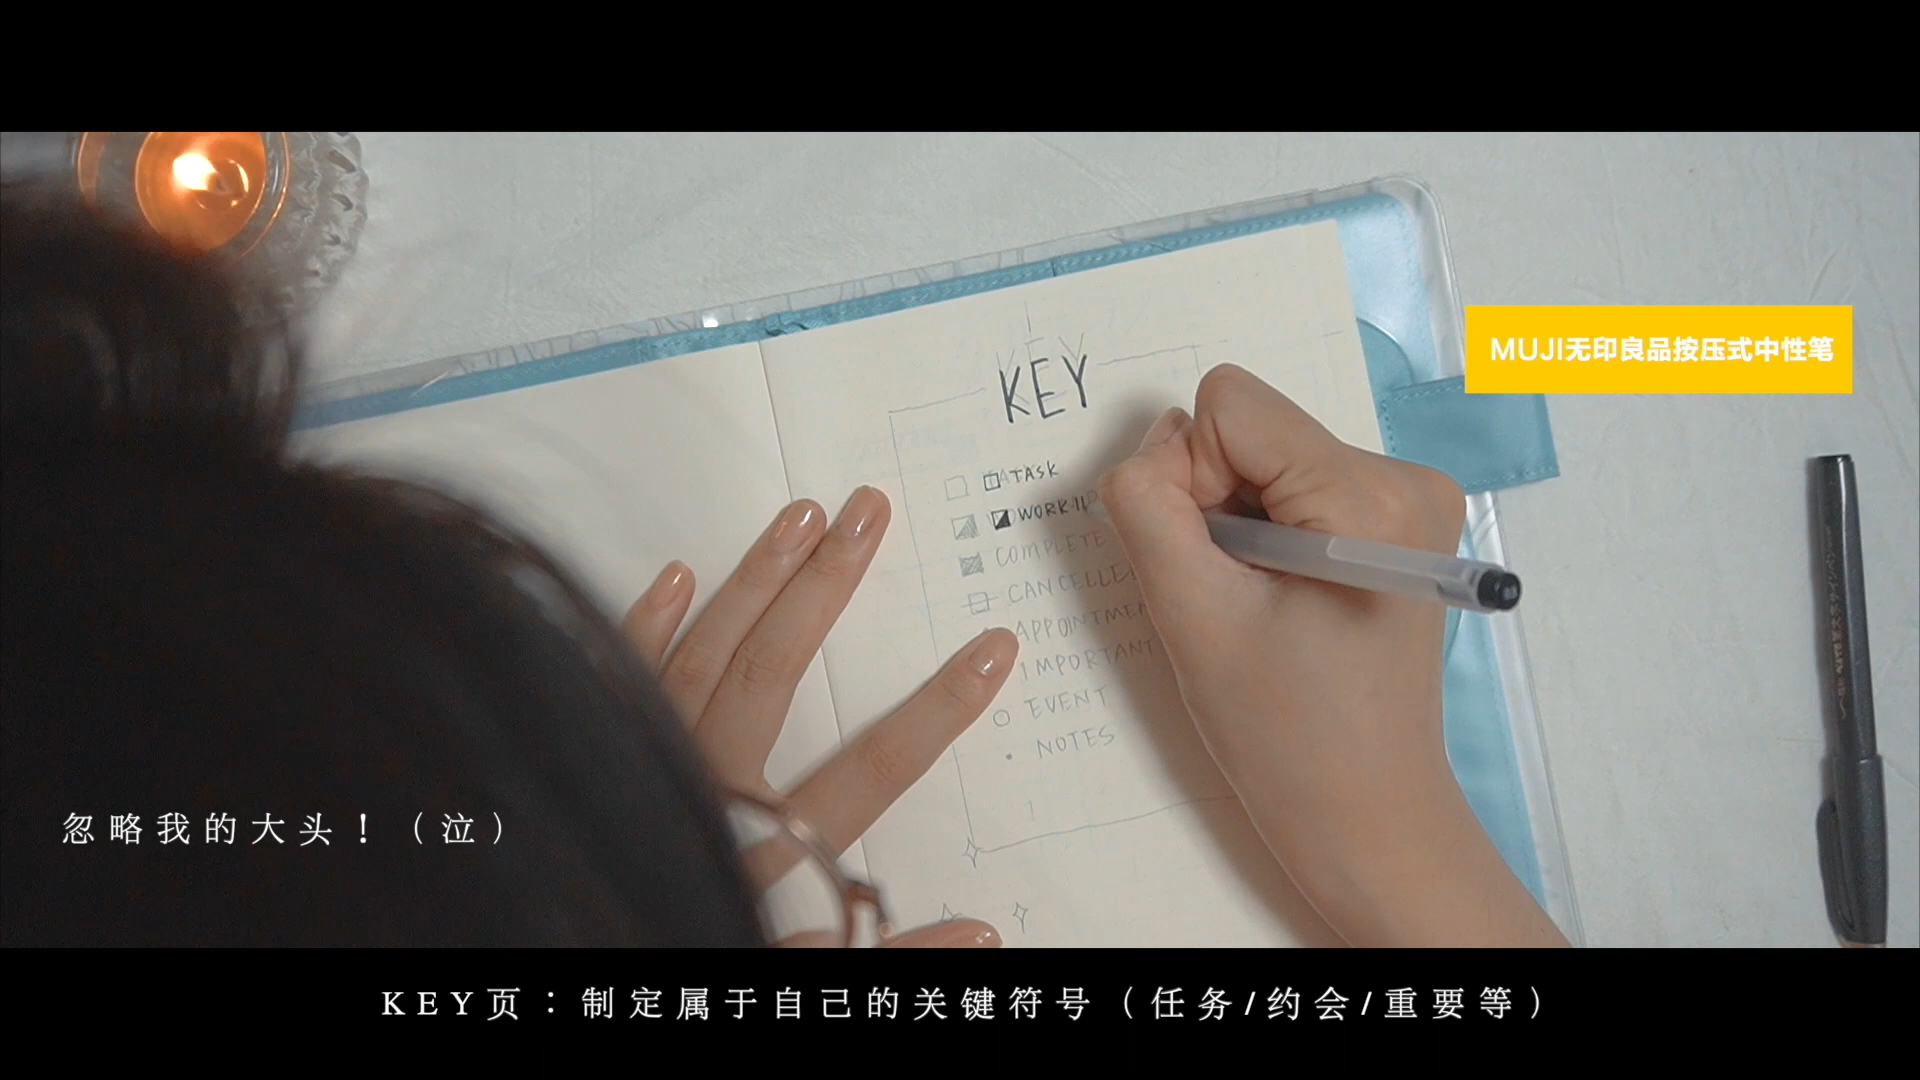 KEY
TASK
WORK
COMPLETE
CANCELLE
APPOINTMEN
IMPORTANT
EVENT
NOTES
MUJI无印良品按压式中性笔
忽略我的大头！（泣）
KEY页：制定属于自己的关键符号（任务/约会/重要等）